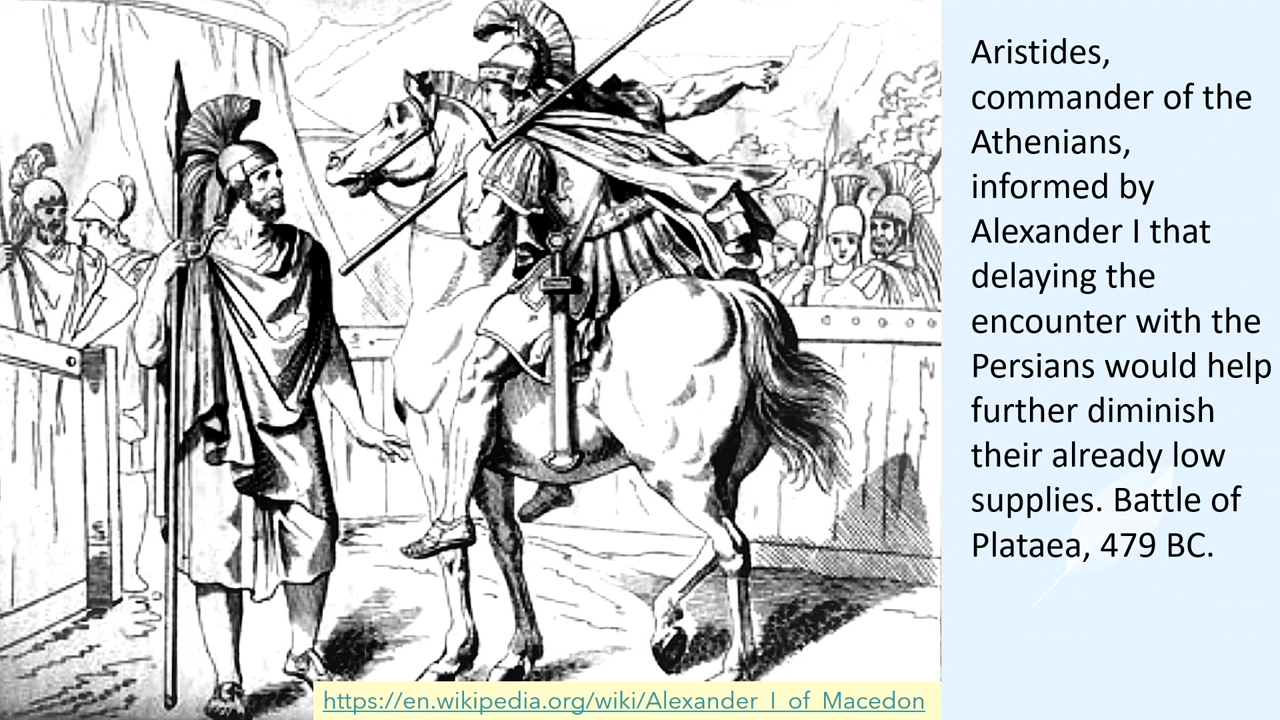 Aristides,
commander of the
Athenians,
informed by
Alexander I that
delaying the
encounter with the
Persians would help
further diminish
their already low
supplies. Battle of
Plataea, 479 BC.
https://en.wikipedia.org/wiki/Alexander_I_of_Macedon